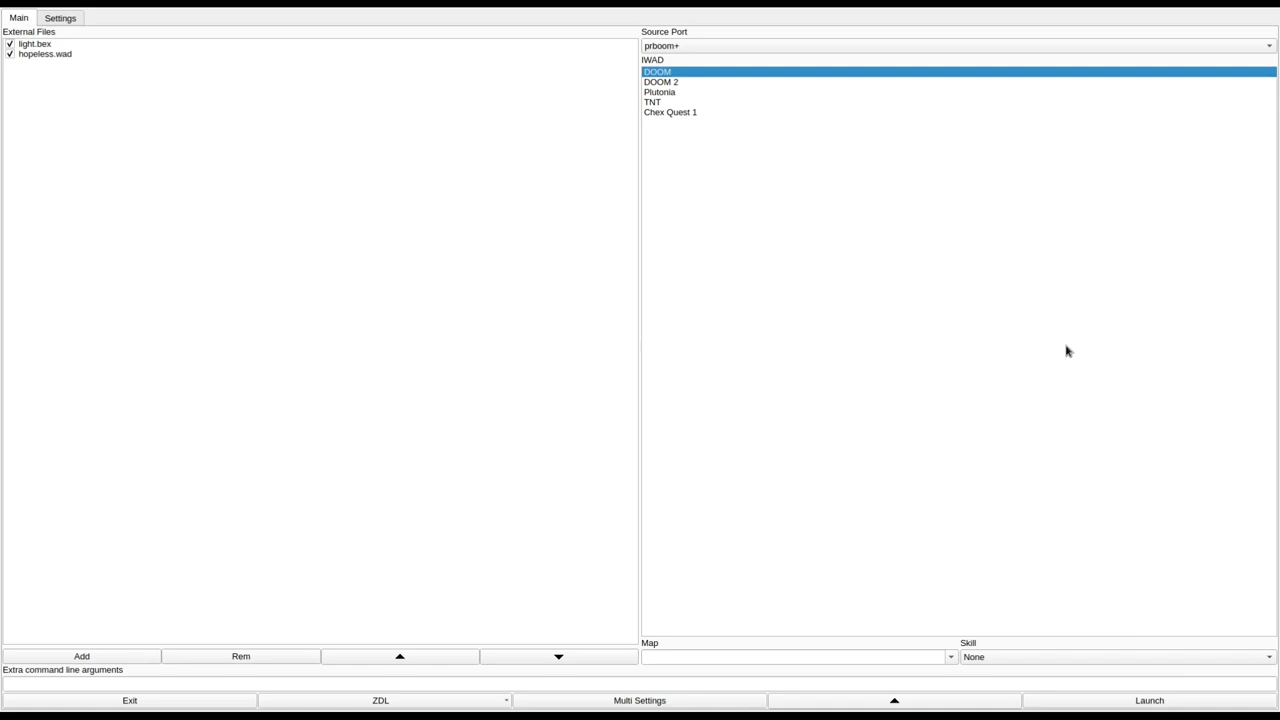 Main Settings
External Files
light.bex
hopeless.wad
Source Port
prboom+
IWAD
DOOM
DOOM 2
Plutonia
TNT
Chex Quest 1
Map Skill
None
Add Rem
Extra command line arguments
Exit ZDL Multi Settings Launch